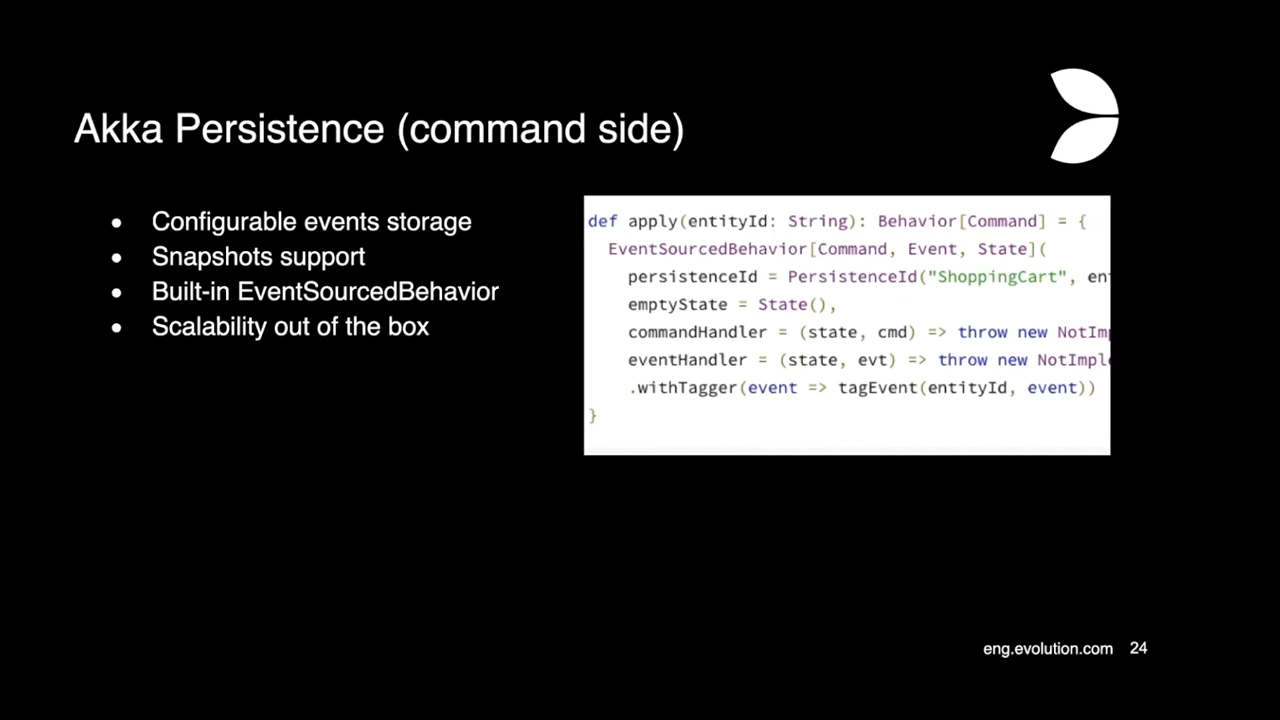 Akka Persistence (command side)
• Configurable events storage
• Snapshots support
• Built-in EventSourcedBehavior
• Scalability out of the box
def apply(entityId: String): Behavior[Command] = {
EventSourcedBehavior[Command, Event, State](
persistenceId = PersistenceId("ShoppingCart", en
emptyState = State(),
commandHandler = (state, cmd) => throw new NotImp
eventHandler = (state, evt) => throw new NotImple
.withTagger(event => tagEvent(entityId, event))
}
eng.evolution.com 24